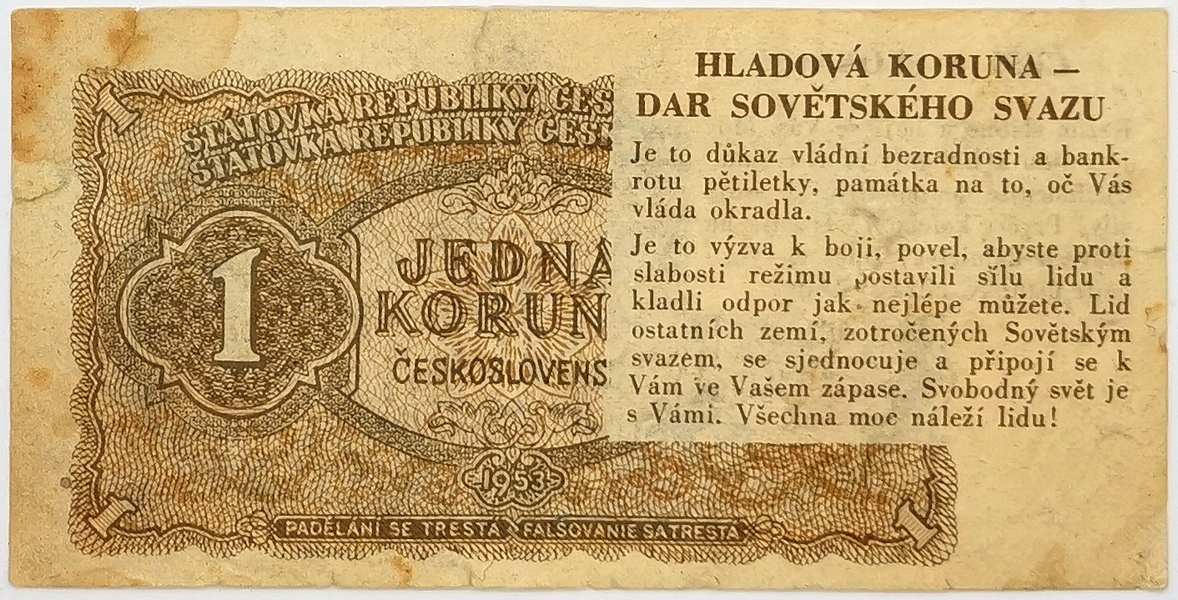 STÁTOVKA REPUBLIKY ČES
ŠTÁTOVKA REPUBLIKY ČESK
1
JEDNA
KORUN
ČESKOSLOVENS
1953
PADĚLÁNÍ SE TRESTÁ FALŠOVANIE SA TRESTÁ
HLADOVÁ KORUNA —
DAR SOVĚTSKÉHO SVAZU
Je to důkaz vládní bezradnosti a bank-
rotu pětiletky, památka na to, oč Vás
vláda okradla.
Je to výzva k boji, povel, abyste proti
slabosti režimu postavili sílu lidu a
kladli odpor jak nejlépe můžete. Lid
ostatních zemí, zotročených Sovětským
svazem, se sjednocuje a připojí se k
Vám ve Vašem zápase. Svobodný svět je
s Vámi. Všechna moc náleží lidu!
1
1
1